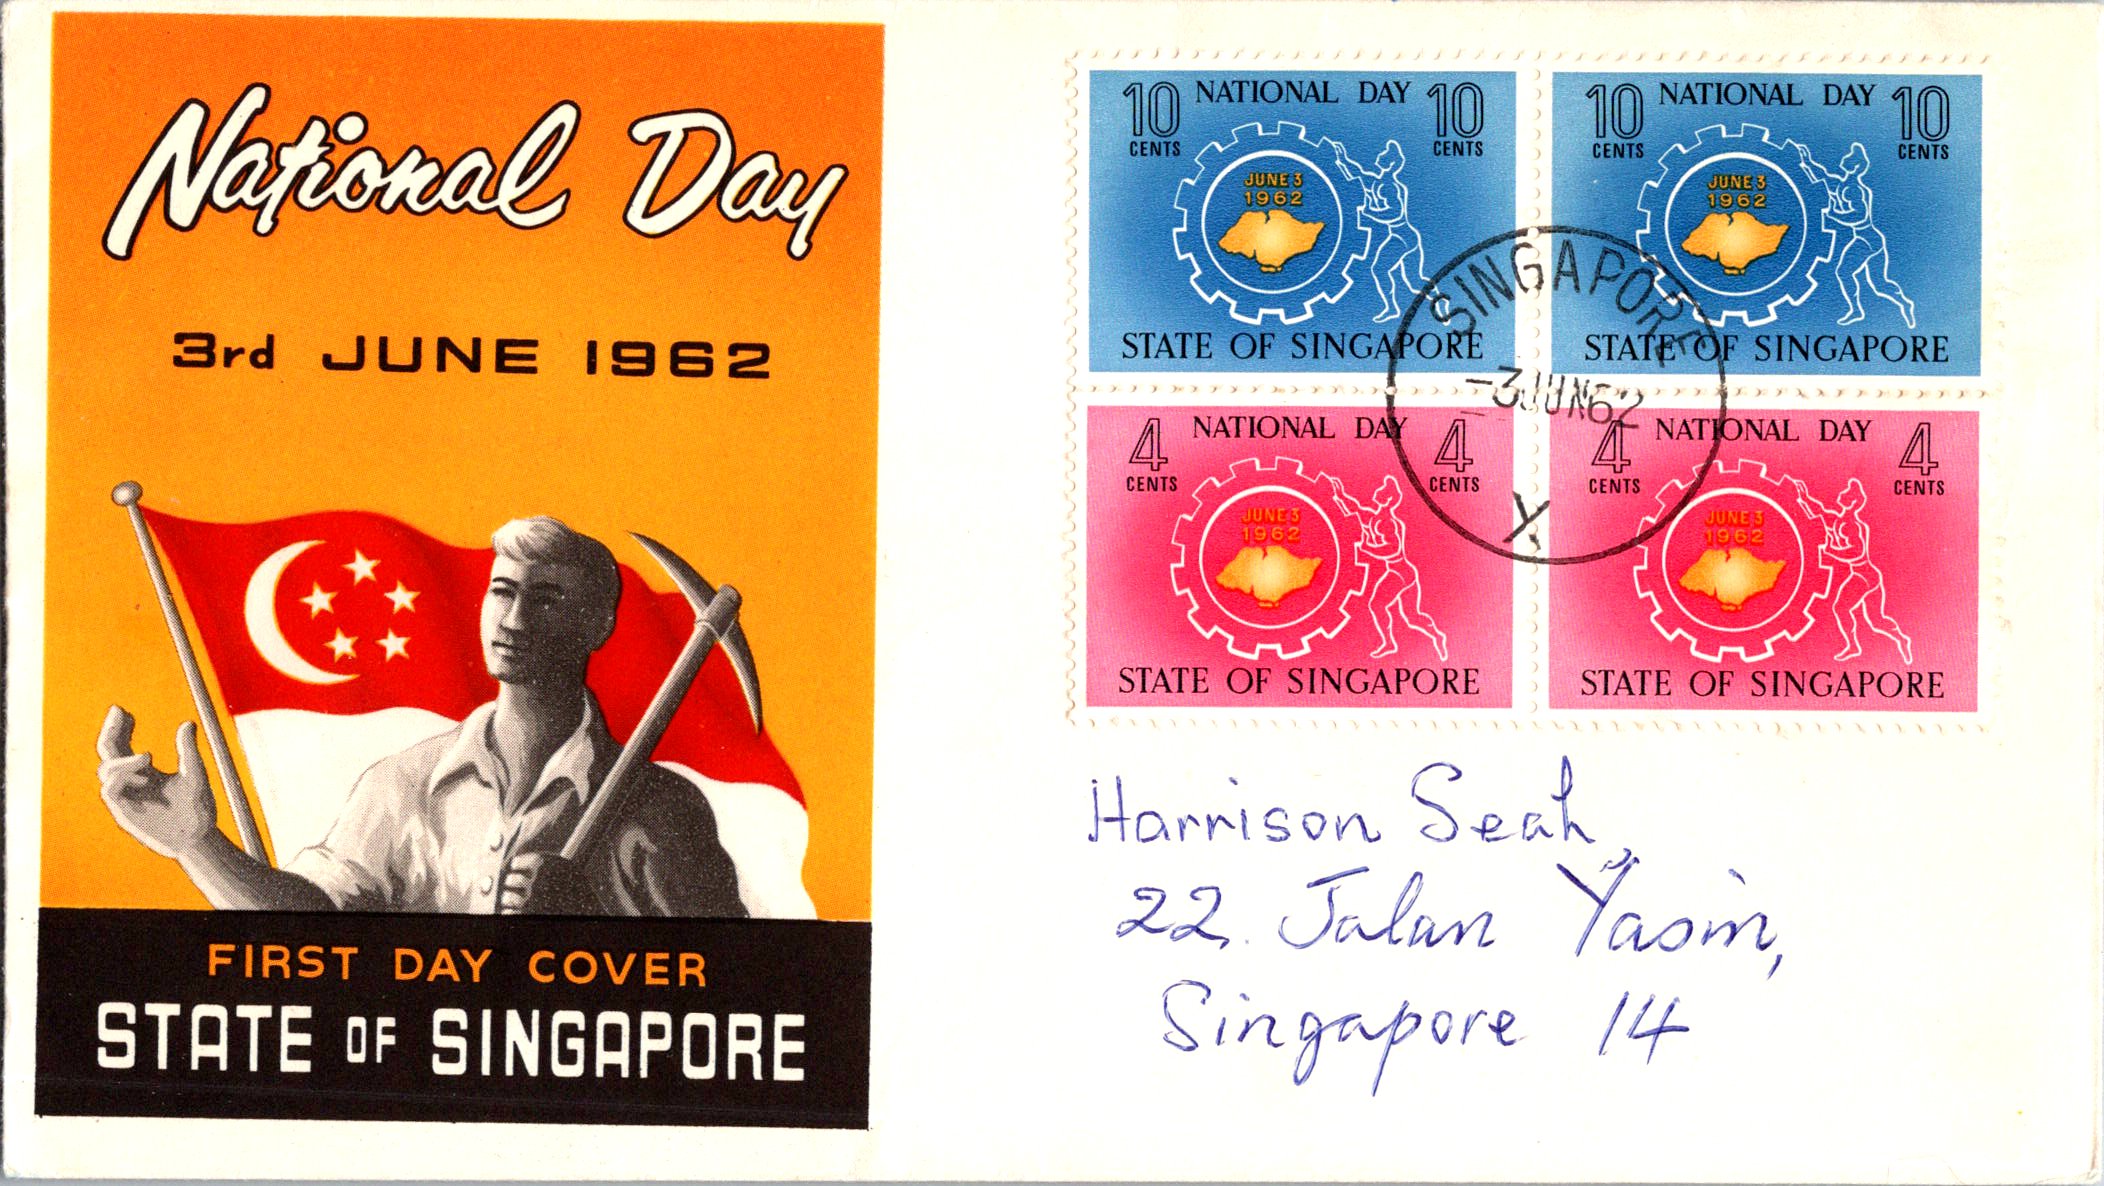 National Day
3rd JUNE 1962
FIRST DAY COVER
STATE OF SINGAPORE
10 NATIONAL DAY 10
CENTS CENTS
JUNE 3
1962
STATE OF SINGAPORE
10 NATIONAL DAY 10
CENTS CENTS
JUNE 3
1962
STATE OF SINGAPORE
4 NATIONAL DAY 4
CENTS CENTS
JUNE 3
1962
STATE OF SINGAPORE
4 NATIONAL DAY 4
CENTS CENTS
JUNE 3
1962
STATE OF SINGAPORE
SINGAPORE
-3 JUN 62
Y
Harrison Seah,
22, Jalan Yasin,
Singapore 14